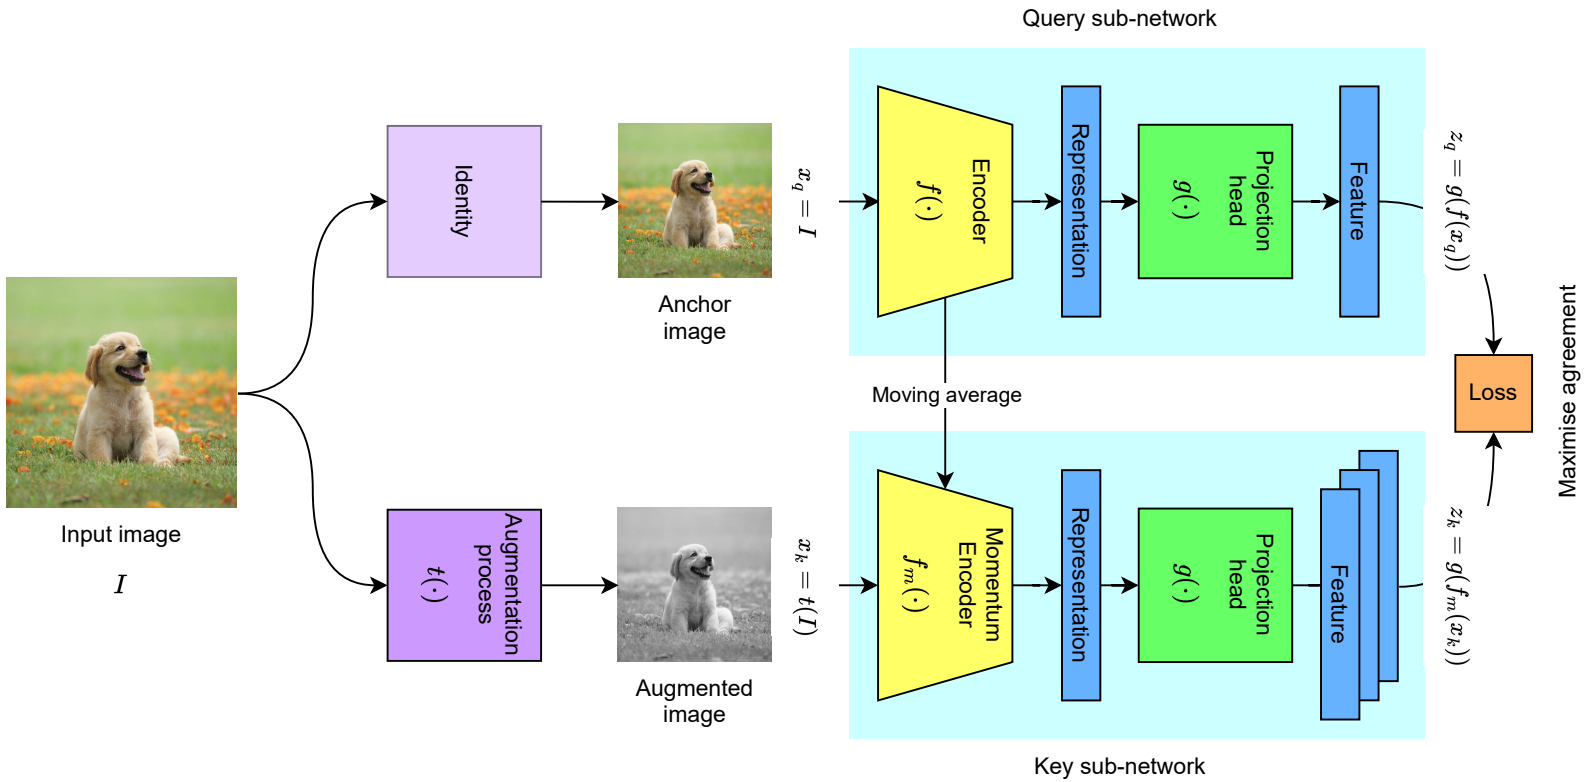 Query sub-network
Identity
Anchor
image
x_q = I
Encoder
f(·)
Representation
Projection
head
g(·)
Feature
z_q = g(f(x_q))
Input image
I
Moving average
Loss
Maximise agreement
Augmentation
process
t(·)
Augmented
image
x_k = t(I)
Momentum
Encoder
f_m(·)
Representation
Projection
head
g(·)
Feature
z_k = g(f_m(x_k))
Key sub-network